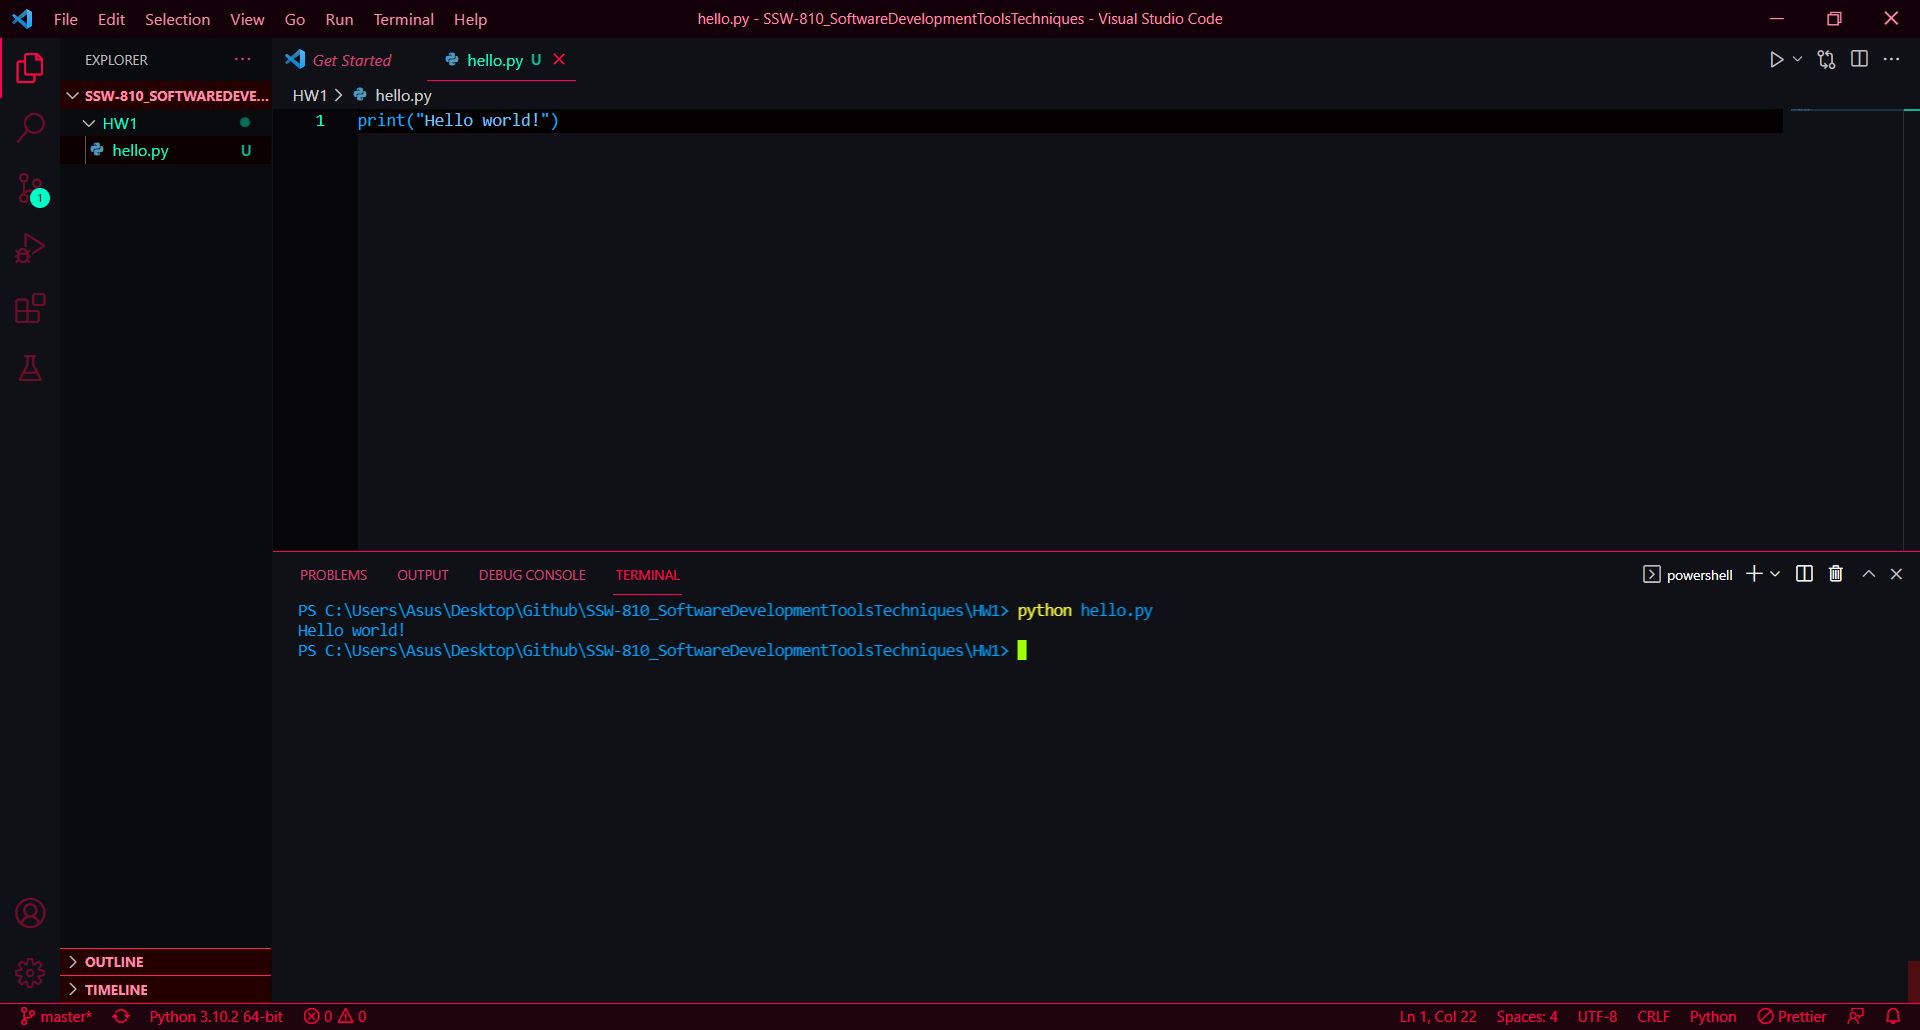 File Edit Selection View Go Run Terminal Help
hello.py - SSW-810_SoftwareDevelopmentToolsTechniques - Visual Studio Code
EXPLORER
SSW-810_SOFTWAREDEVE...
HW1
hello.py U
1
Get Started
hello.py U
HW1 > hello.py
1 print("Hello world!")
PROBLEMS OUTPUT DEBUG CONSOLE TERMINAL
powershell
PS C:\Users\Asus\Desktop\Github\SSW-810_SoftwareDevelopmentToolsTechniques\HW1> python hello.py
Hello world!
PS C:\Users\Asus\Desktop\Github\SSW-810_SoftwareDevelopmentToolsTechniques\HW1>
OUTLINE
TIMELINE
master* Python 3.10.2 64-bit 0 0 Ln 1, Col 22 Spaces: 4 UTF-8 CRLF Python Prettier